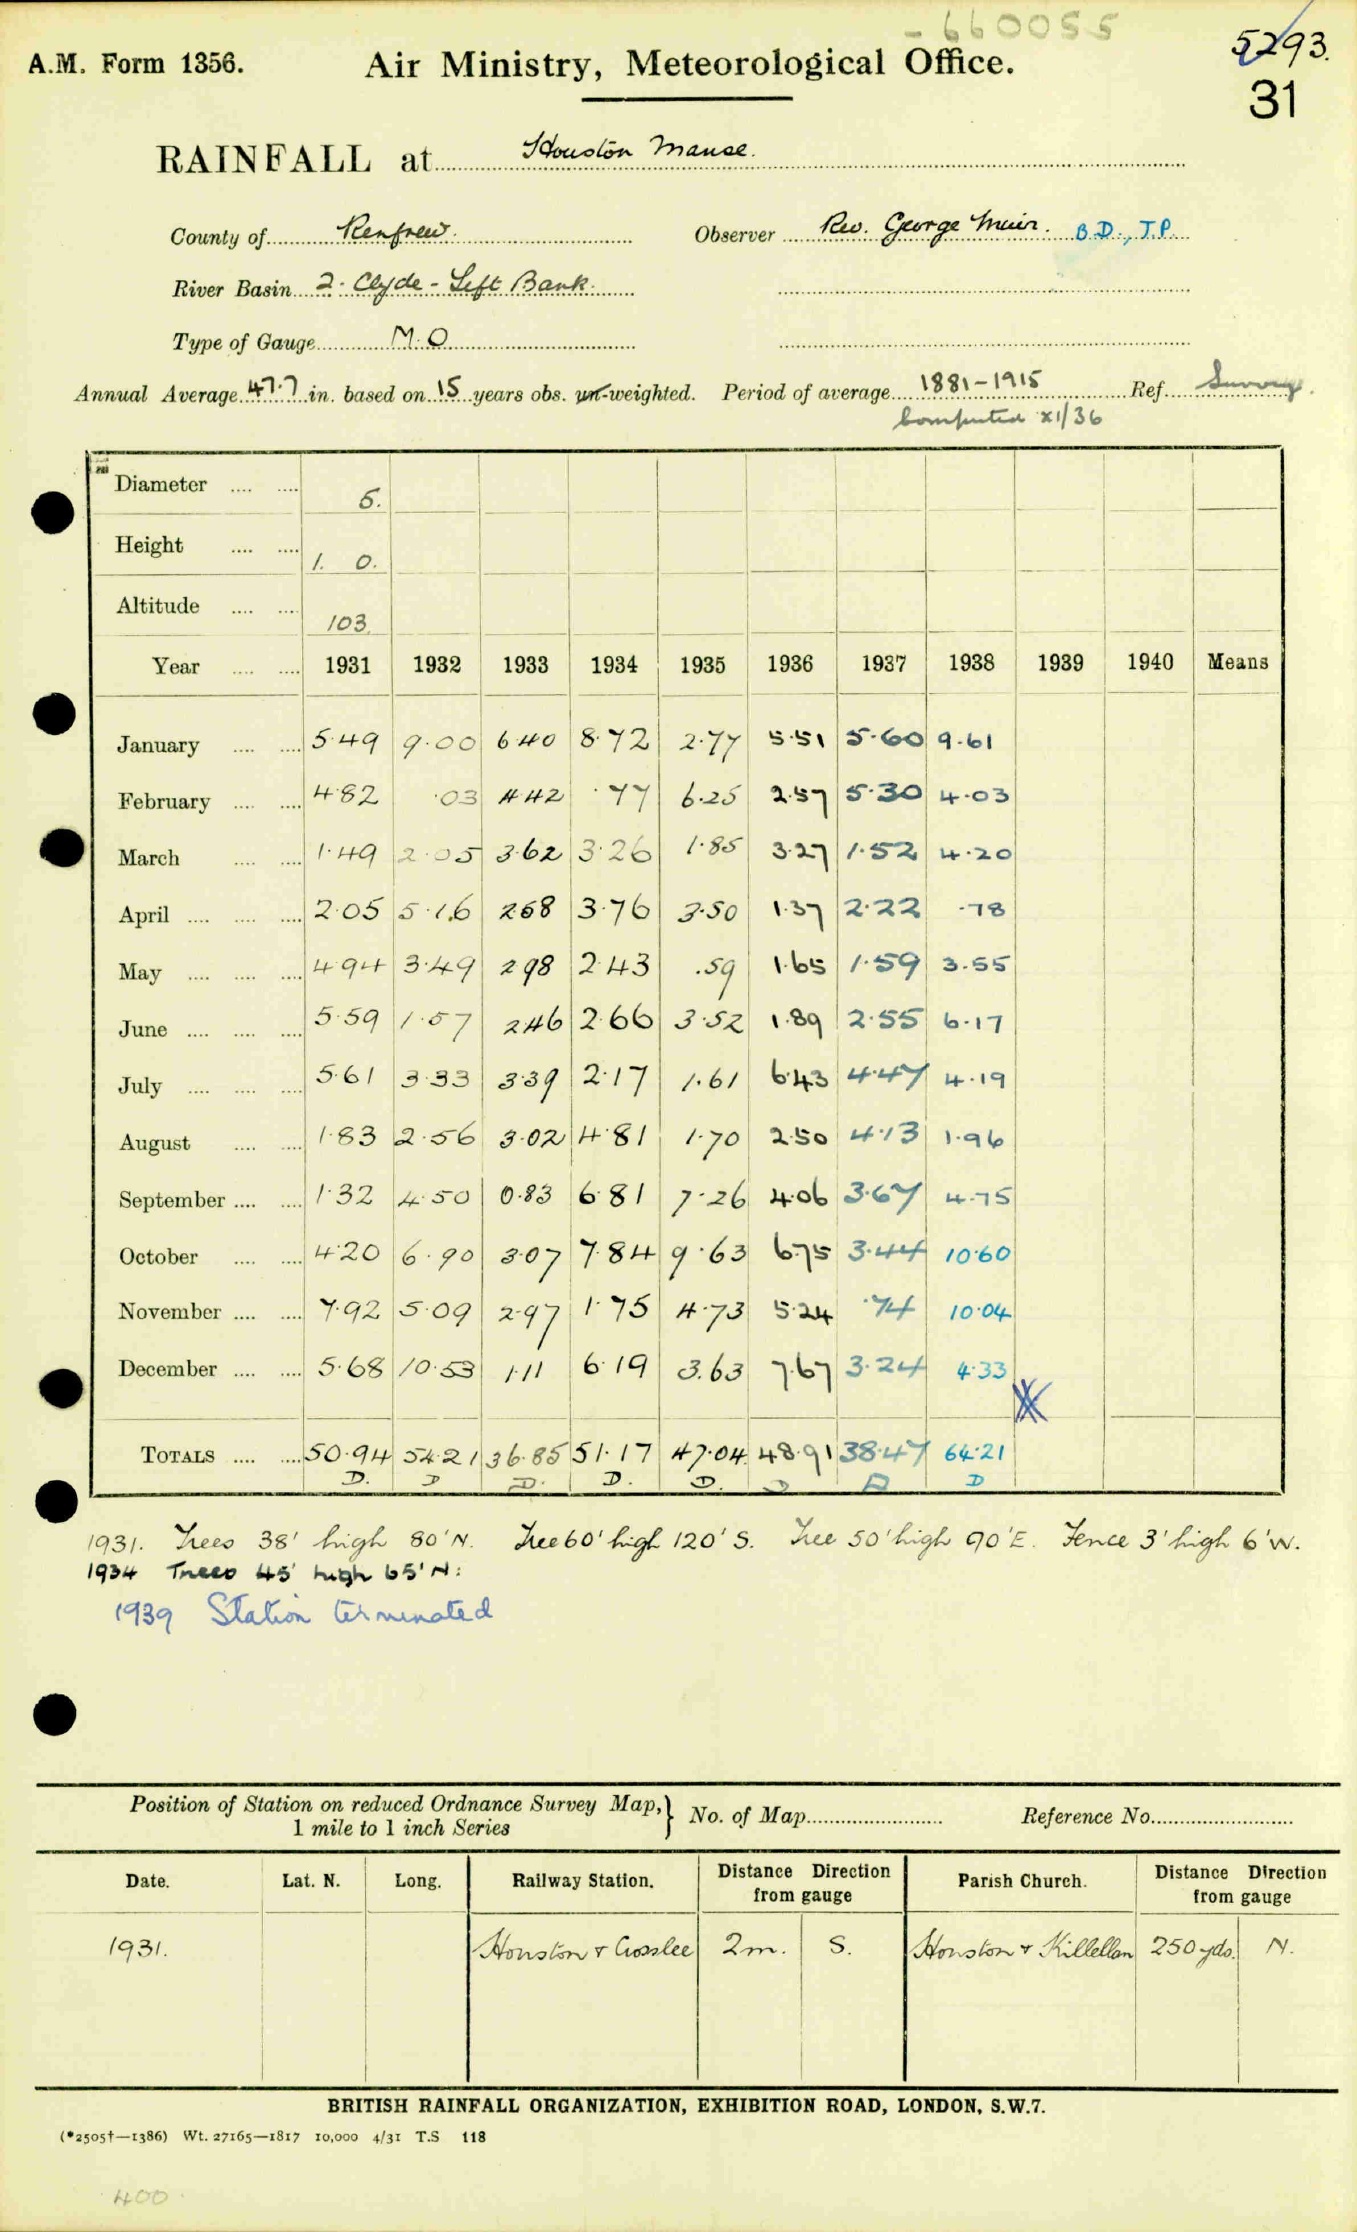 -660055
5293.
A.M. Form 1356. Air Ministry, Meteorological Office.
31
RAINFALL at Houston Manse.
County of Renfrew. Observer Rev. George Muir. B.D., J.P.
River Basin 2. Clyde - Left Bank.
Type of Gauge M.O.
Annual Average 47.7 in. based on 15 years obs. un-weighted. Period of average 1881-1915 Ref. Survey.
Computed XI/36
Diameter .... .... 5.
Height .... .... 1. 0.
Altitude .... .... 103.
Year .... .... 1931 1932 1933 1934 1935 1936 1937 1938 1939 1940 Means
January .... .... 5.49 9.00 6.40 8.72 2.77 5.51 5.60 9.61
February .... .... 4.82 .03 4.42 .77 6.25 2.57 5.30 4.03
March .... .... 1.49 2.05 3.62 3.26 1.85 3.27 1.52 4.20
April .... .... .... 2.05 5.16 2.68 3.76 3.50 1.37 2.22 .78
May .... .... .... 4.94 3.49 2.98 2.43 .59 1.65 1.59 3.55
June .... .... .... 5.59 1.57 2.46 2.66 3.52 1.89 2.55 6.17
July .... .... .... 5.61 3.33 3.39 2.17 1.61 6.43 4.47 4.19
August .... .... 1.83 2.56 3.02 4.81 1.70 2.50 4.13 1.96
September .... .... 1.32 4.50 0.83 6.81 7.26 4.06 3.67 4.75
October .... .... 4.20 6.90 3.07 7.84 9.63 6.75 3.44 10.60
November .... .... 7.92 5.09 2.97 1.75 4.73 5.24 .74 10.04
December .... .... 5.68 10.53 1.11 6.19 3.63 7.67 3.24 4.33
TOTALS .... .... 50.94 54.21 36.85 51.17 47.04 48.91 38.47 64.21
D. D D. D. D. D D D
1931. Trees 38' high 80' N. Tree 60' high 120' S. Tree 50' high 90' E. Fence 3' high 6' W.
1934 Trees 45' high 65' N:
1939 Station terminated
Position of Station on reduced Ordnance Survey Map,} No. of Map Reference No.
1 mile to 1 inch Series
Date. Lat. N. Long. Railway Station. Distance Direction from gauge Parish Church. Distance Direction from gauge
1931. Houston & Crosslee 2m. S. Houston & Killellan 250 yds. N.
BRITISH RAINFALL ORGANIZATION, EXHIBITION ROAD, LONDON, S.W.7.
(*2505†—1386) Wt. 27165—1817 10,000 4/31 T.S 118
400